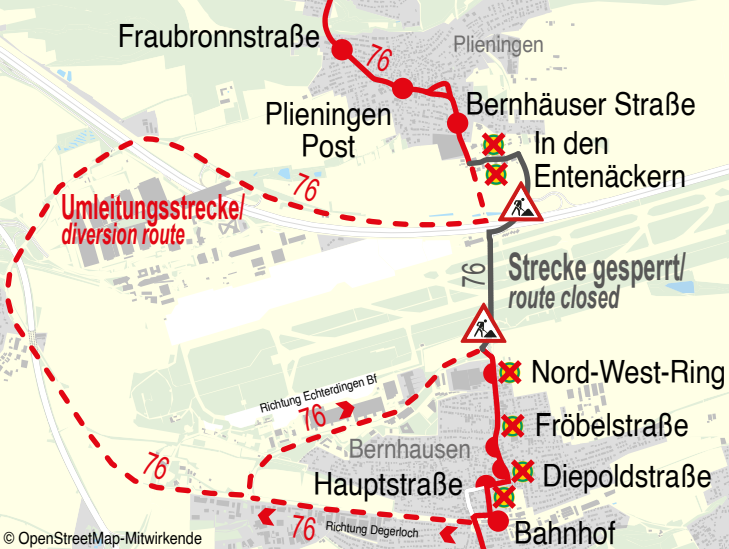 Fraubronnstraße
76
Plieningen
Plieningen
Post
Bernhäuser Straße
In den
Entenäckern
76
Umleitungsstrecke/
diversion route
76
Strecke gesperrt/
route closed
Nord-West-Ring
Richtung Echterdingen Bf
76
Fröbelstraße
Bernhausen
76
Hauptstraße
Diepoldstraße
76
Richtung Degerloch
Bahnhof
© OpenStreetMap-Mitwirkende